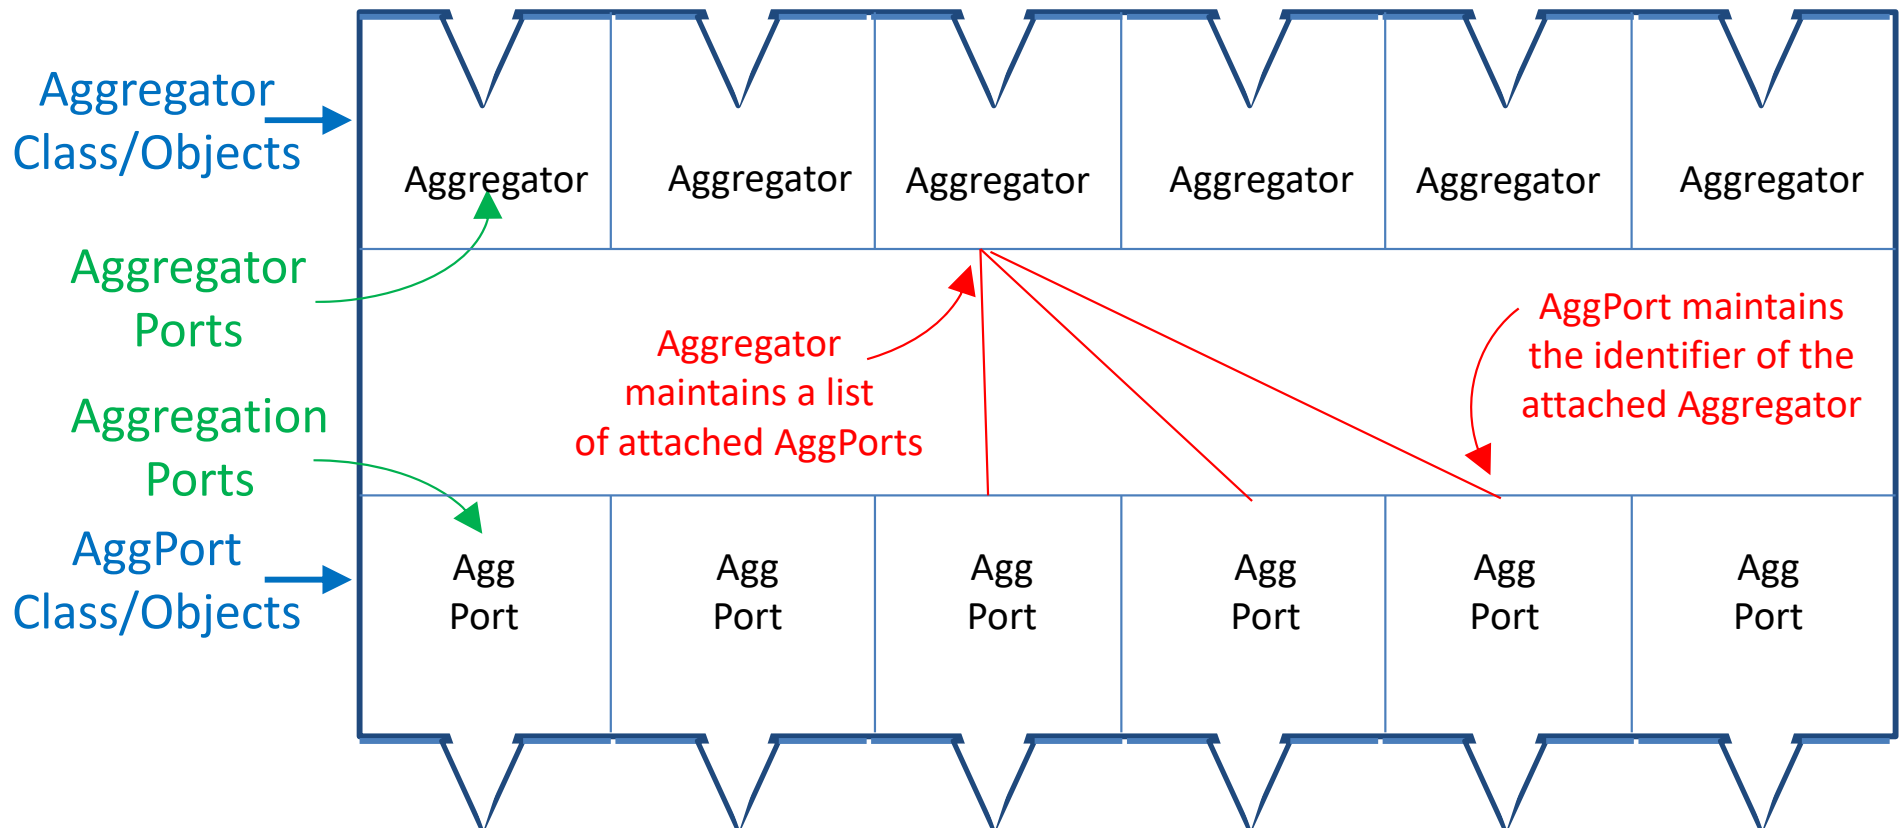 Aggregator
Class/Objects
Aggregator
Aggregator
Aggregator
Aggregator
Aggregator
Aggregator
Aggregator
Ports
Aggregator
maintains a list
of attached AggPorts
AggPort maintains
the identifier of the
attached Aggregator
Aggregation
Ports
AggPort
Class/Objects
Agg
Port
Agg
Port
Agg
Port
Agg
Port
Agg
Port
Agg
Port